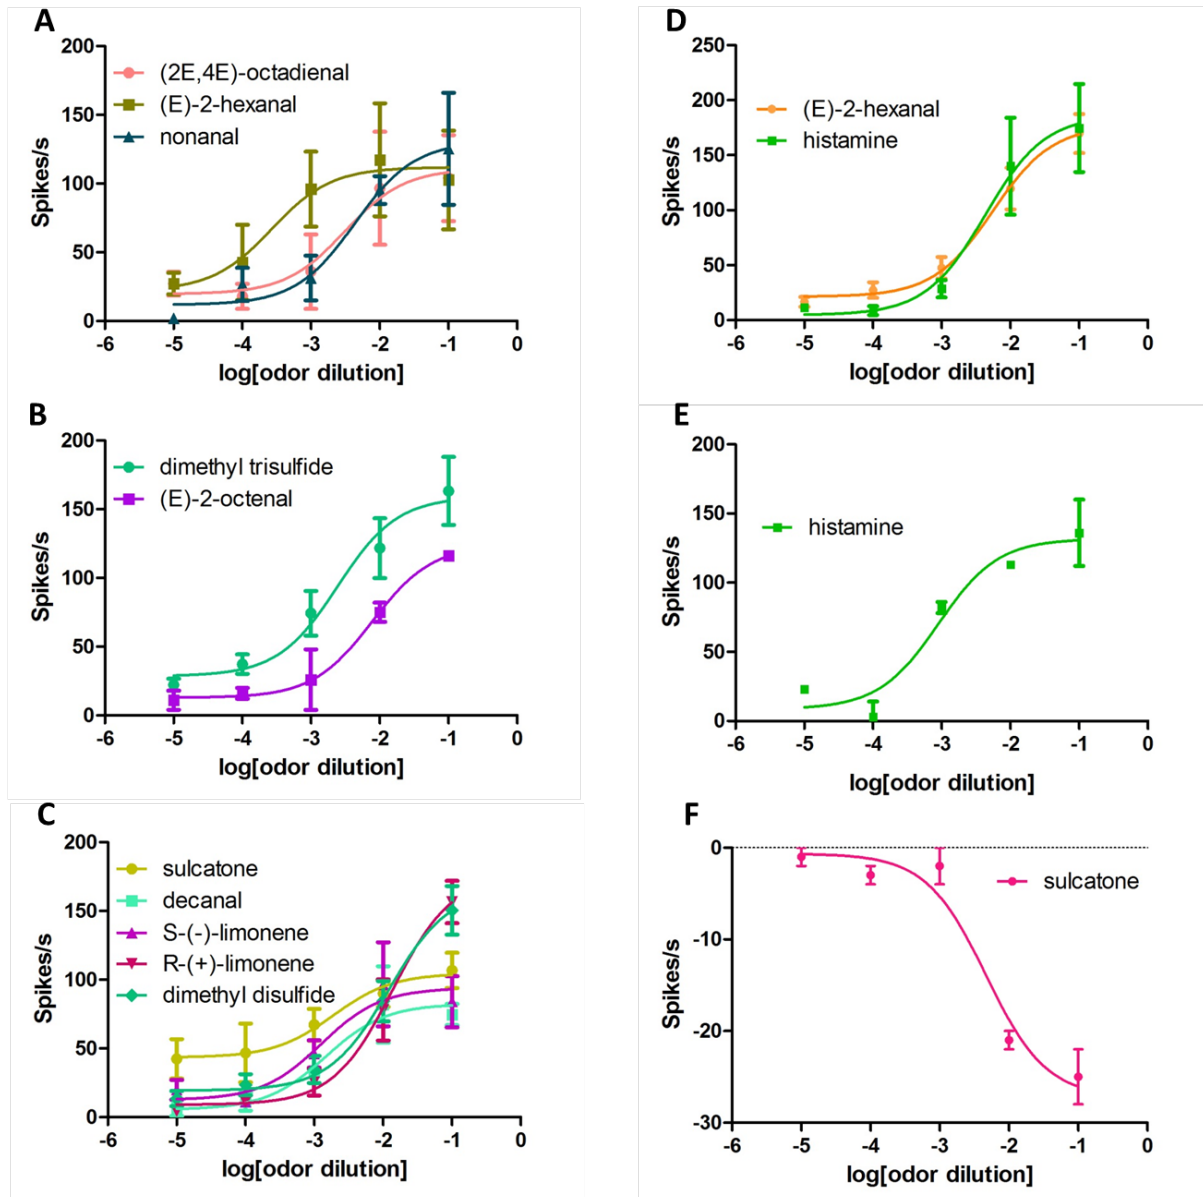 A
200
150
100
50
0
Spikes/s
(2E,4E)-octadienal
(E)-2-hexanal
nonanal
-6 -5 -4 -3 -2 -1 0
log[odor dilution]
B
200
150
100
50
0
Spikes/s
dimethyl trisulfide
(E)-2-octenal
-6 -5 -4 -3 -2 -1 0
log[odor dilution]
C
200
150
100
50
0
Spikes/s
sulcatone
decanal
S-(-)-limonene
R-(+)-limonene
dimethyl disulfide
-6 -5 -4 -3 -2 -1 0
log[odor dilution]
D
250
200
150
100
50
0
Spikes/s
(E)-2-hexanal
histamine
-6 -5 -4 -3 -2 -1 0
log[odor dilution]
E
200
150
100
50
0
Spikes/s
histamine
-6 -5 -4 -3 -2 -1 0
log[odor dilution]
F
0
-10
-20
-30
Spikes/s
sulcatone
-6 -5 -4 -3 -2 -1 0
log[odor dilution]